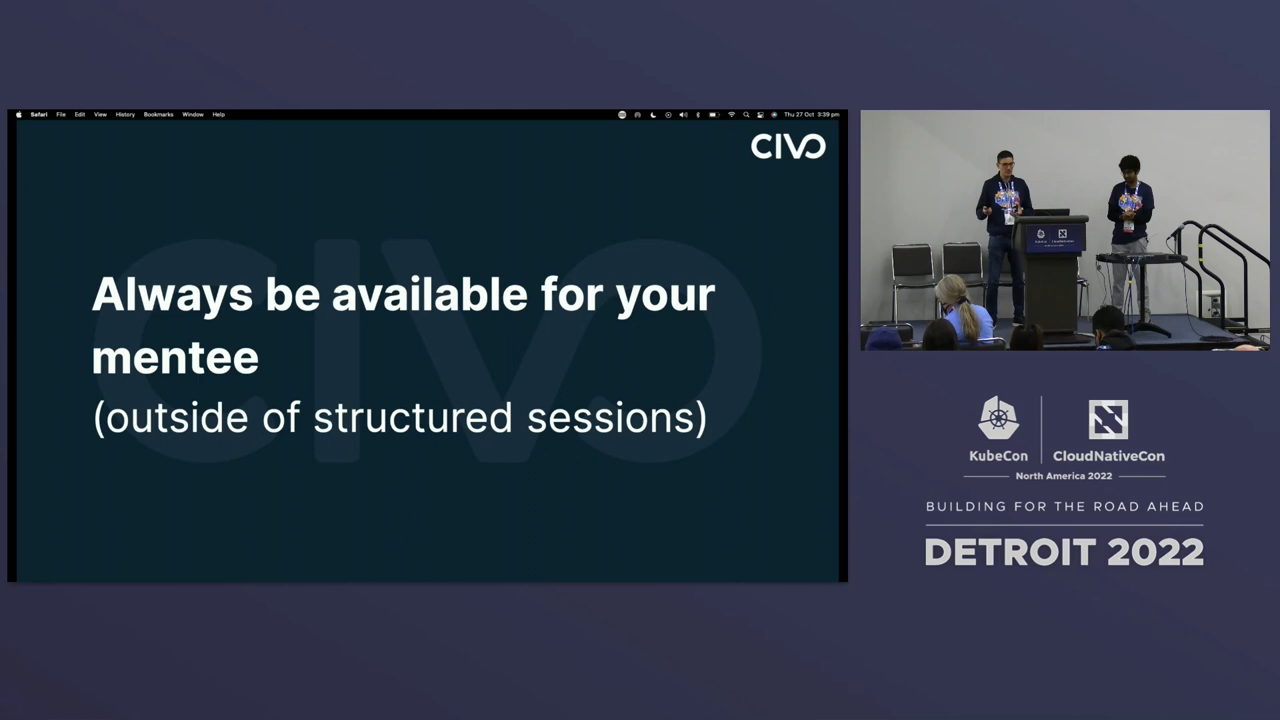 Safari File Edit View History Bookmarks Window Help
Thu 27 Oct 3:39 pm
CIVO
Always be available for your
mentee
(outside of structured sessions)
KubeCon
CloudNativeCon
North America 2022
BUILDING FOR THE ROAD AHEAD
DETROIT 2022